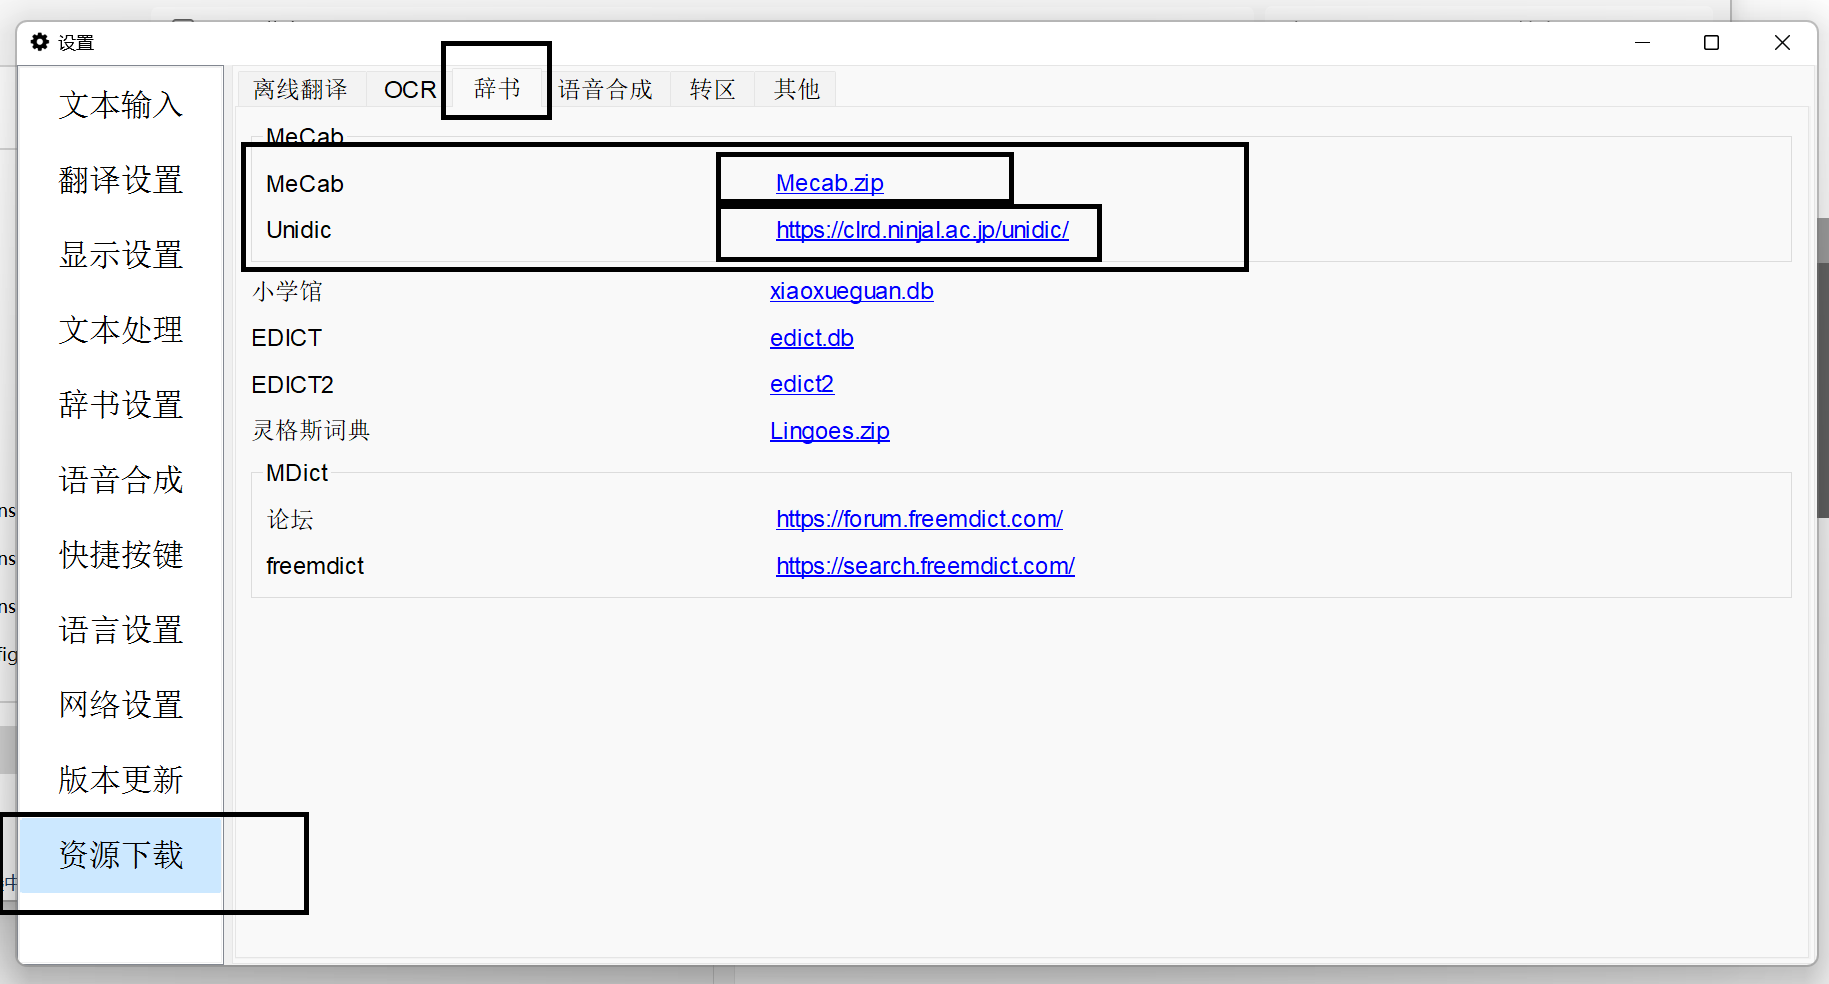 设置
文本输入
翻译设置
显示设置
文本处理
辞书设置
语音合成
快捷按键
语言设置
网络设置
版本更新
资源下载
离线翻译 OCR 辞书 语音合成 转区 其他
MeCab
MeCab Mecab.zip
Unidic https://clrd.ninjal.ac.jp/unidic/
小学馆 xiaoxueguan.db
EDICT edict.db
EDICT2 edict2
灵格斯词典 Lingoes.zip
MDict
论坛 https://forum.freemdict.com/
freemdict https://search.freemdict.com/
ns
ns
ns
fig
中